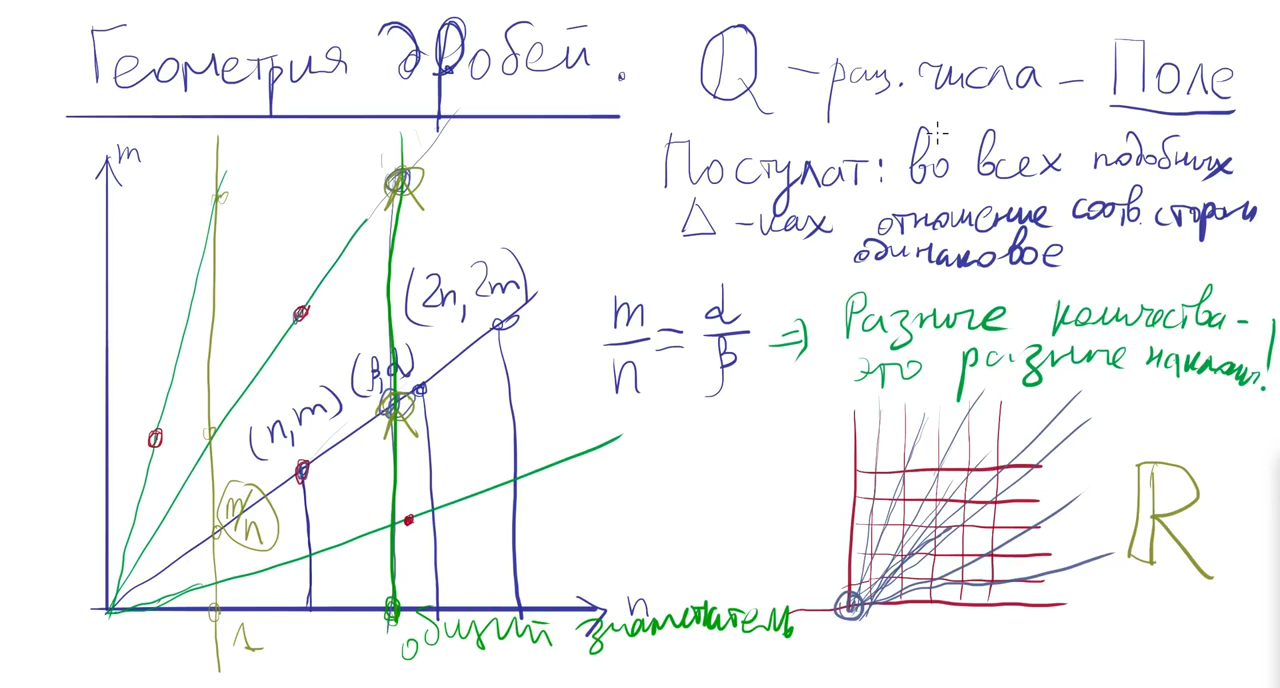 Геометрия дробей.
Q - рац. числа - Поле
Постулат: во всех подобных
Δ-ках отношение соотв. сторон
одинаковое
m/n = α/β => Разные количества -
это разные наклоны!
m
(2n, 2m)
(β, α)
(n, m)
m/n
R
n
1
общий знаменатель